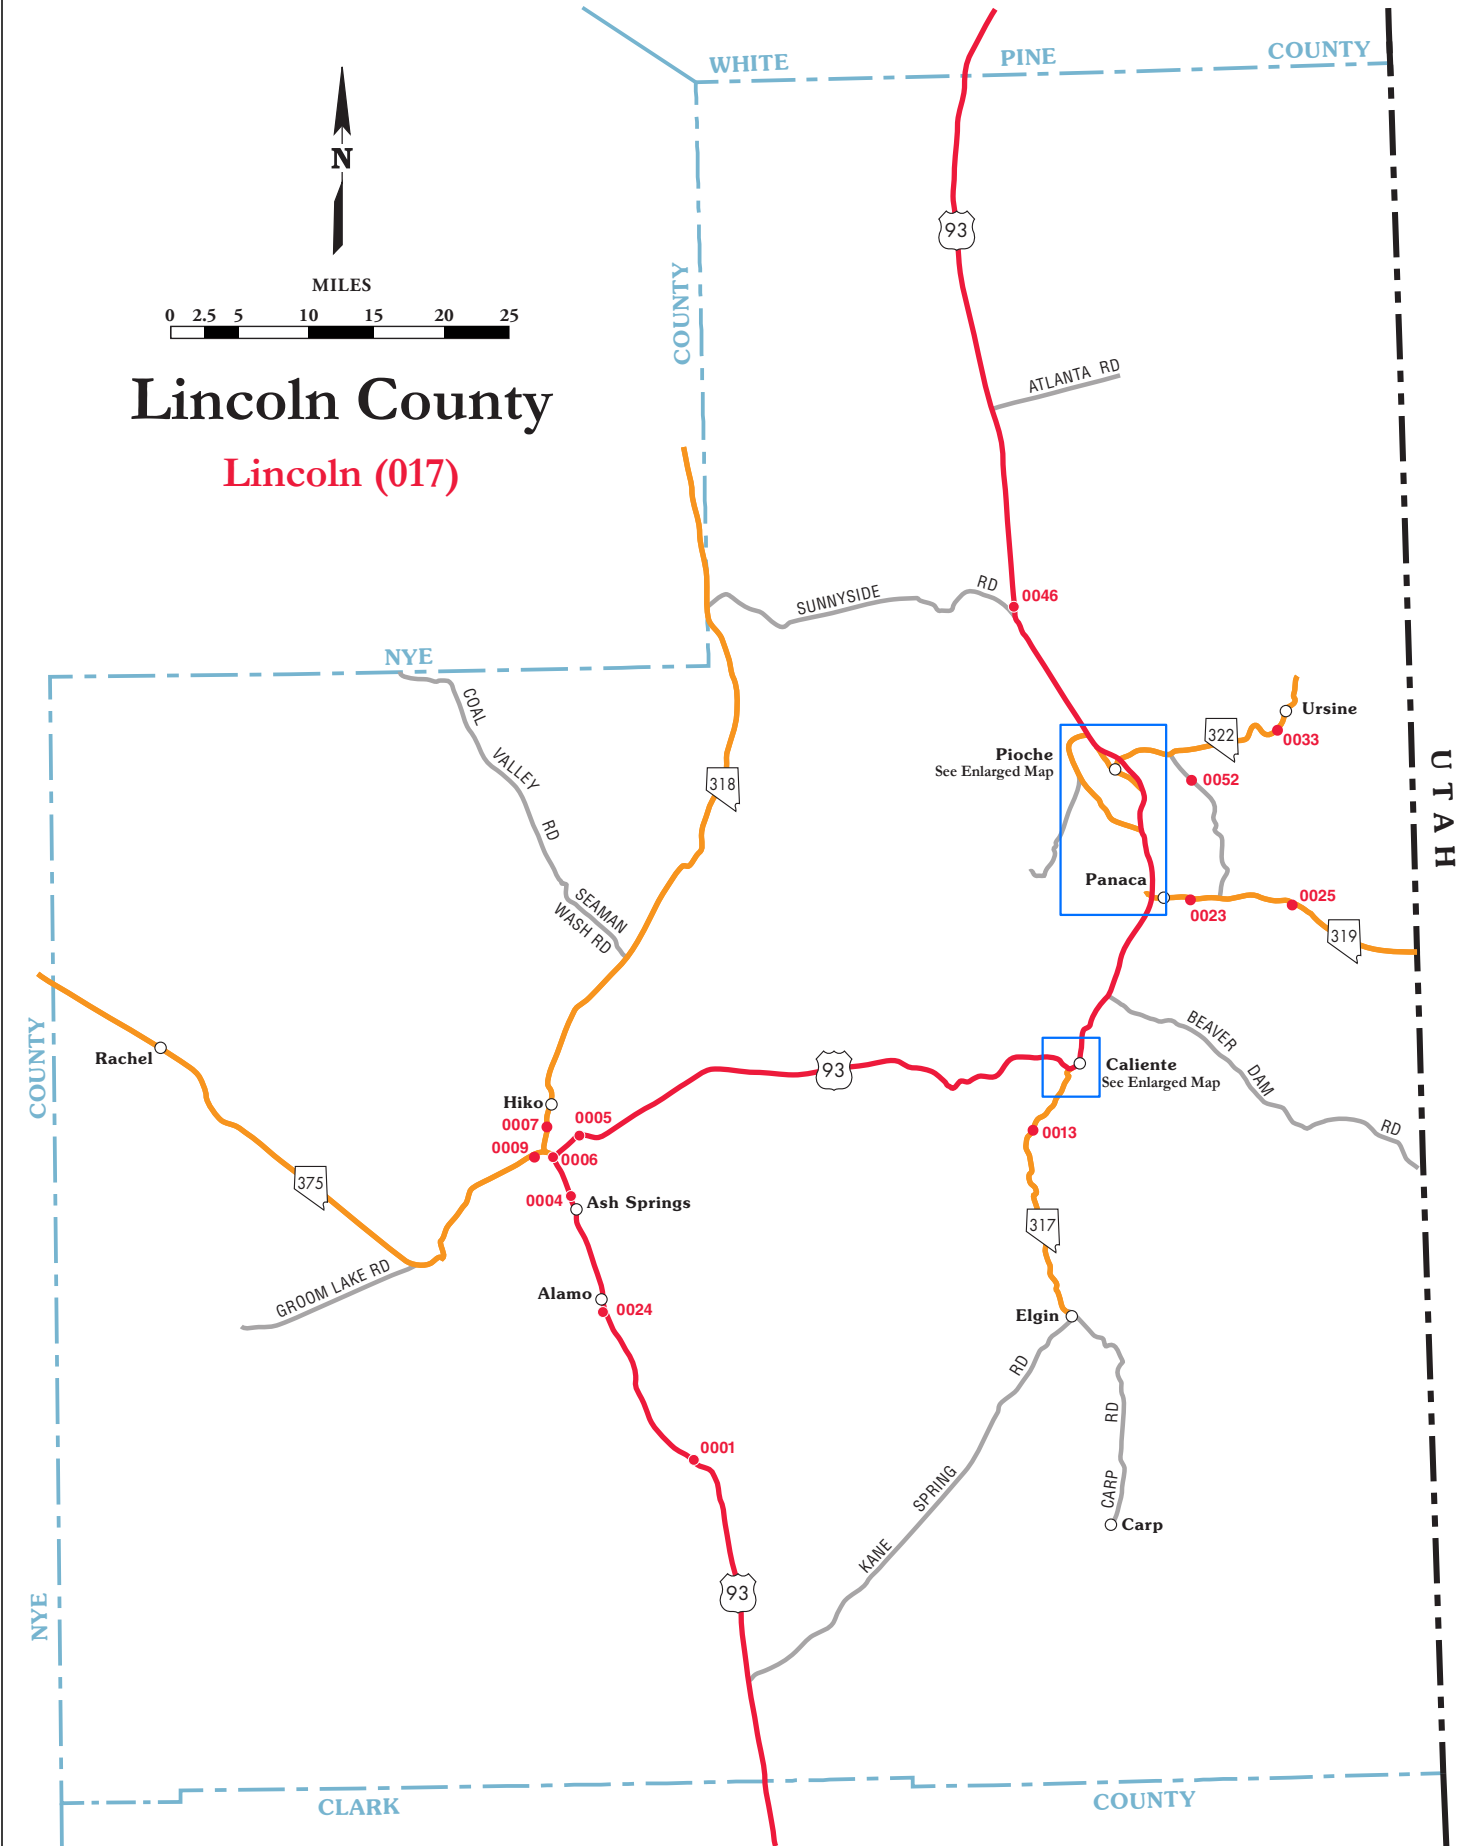 WHITE PINE COUNTY
N
MILES
0 2.5 5 10 15 20 25
Lincoln County
Lincoln (017)
COUNTY
93
ATLANTA RD
SUNNYSIDE RD
0046
NYE
COAL VALLEY RD
318
SEAMAN
WASH RD
Pioche
See Enlarged Map
322
Ursine
0033
0052
UTAH
Panaca
0023
0025
319
COUNTY
Rachel
Hiko
0007
0009
0005
0006
93
Caliente
See Enlarged Map
BEAVER DAM RD
0013
375
0004
Ash Springs
317
GROOM LAKE RD
Alamo
0024
Elgin
RD
KANE SPRING
CARP RD
Carp
0001
93
NYE
CLARK COUNTY